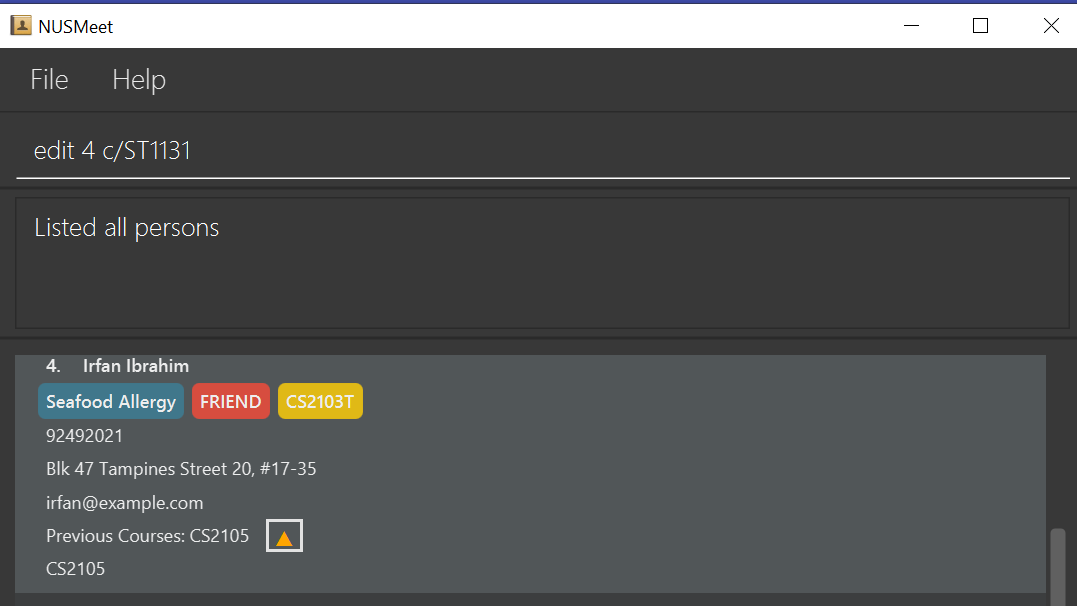 NUSMeet
File Help
edit 4 c/ST1131
Listed all persons
4. Irfan Ibrahim
Seafood Allergy FRIEND CS2103T
92492021
Blk 47 Tampines Street 20, #17-35
irfan@example.com
Previous Courses: CS2105
CS2105